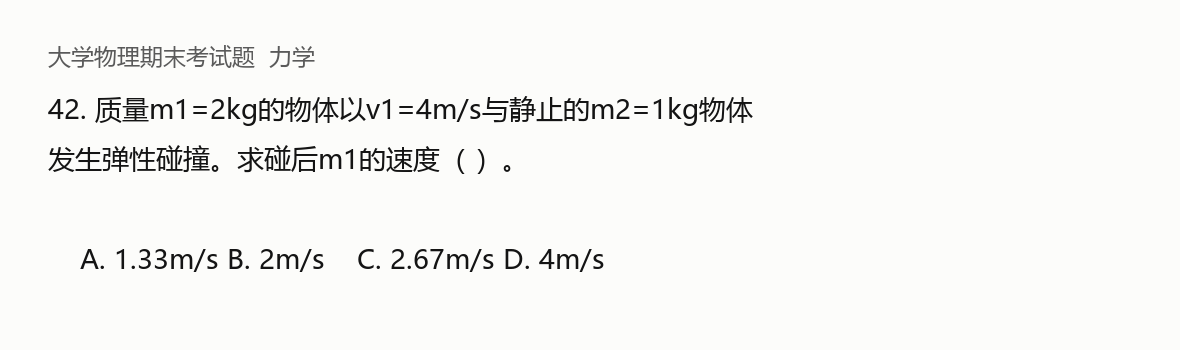 大学物理期末考试题 力学
42. 质量m1=2kg的物体以v1=4m/s与静止的m2=1kg物体
发生弹性碰撞。求碰后m1的速度（ ）。
A. 1.33m/s B. 2m/s C. 2.67m/s D. 4m/s